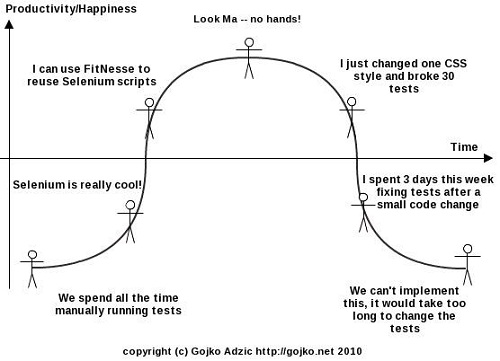 Productivity/Happiness
Look Ma -- no hands!
I can use FitNesse to
reuse Selenium scripts
I just changed one CSS
style and broke 30
tests
Time
Selenium is really cool!
I spent 3 days this week
fixing tests after a
small code change
We spend all the time
manually running tests
We can't implement
this, it would take too
long to change the
tests
copyright (c) Gojko Adzic http://gojko.net 2010